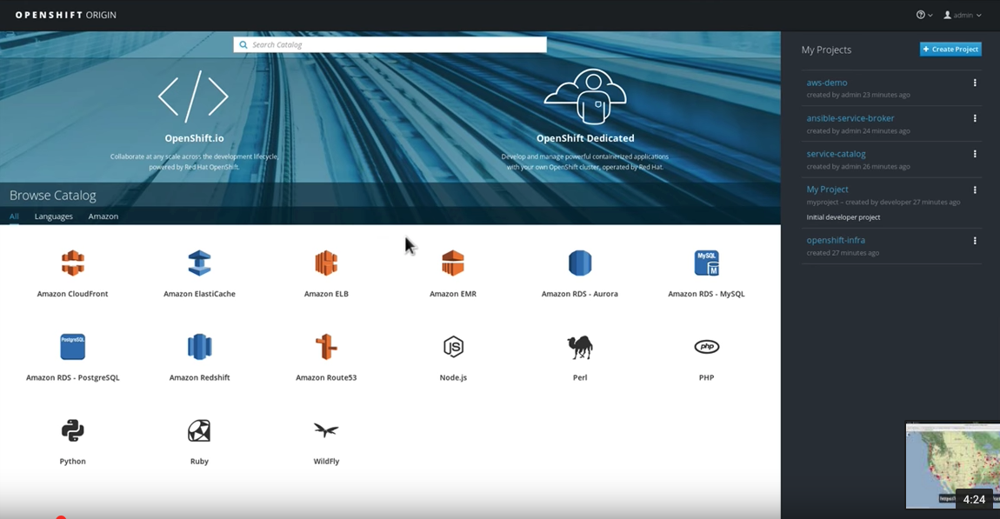 OPENSHIFT ORIGIN
admin
Search Catalog
OpenShift.io
Collaborate at any scale across the development lifecycle,
powered by Red Hat OpenShift.
OpenShift Dedicated
Develop and manage powerful containerized applications
with your own OpenShift cluster, operated by Red Hat.
Browse Catalog
All Languages Amazon
Amazon CloudFront
Amazon ElastiCache
Amazon ELB
Amazon EMR
Amazon RDS - Aurora
MySQL
M
Amazon RDS - MySQL
PostgreSQL
Amazon RDS - PostgreSQL
Amazon Redshift
Amazon Route53
JS
Node.js
Perl
php
PHP
Python
Ruby
WildFly
My Projects
+ Create Project
aws-demo
created by admin 23 minutes ago
ansible-service-broker
created by admin 24 minutes ago
service-catalog
created by admin 26 minutes ago
My Project
myproject – created by developer 27 minutes ago
Initial developer project
openshift-infra
created 27 minutes ago
4:24